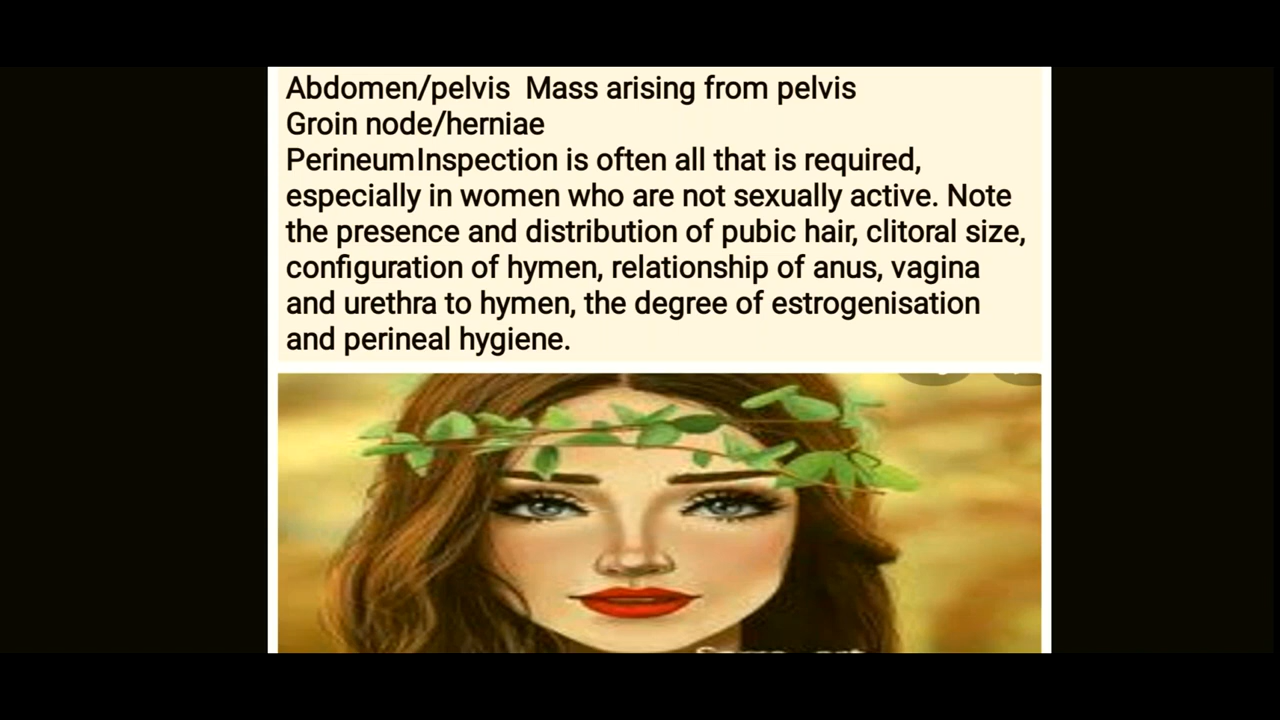 Abdomen/pelvis  Mass arising from pelvis
Groin node/herniae
PerineumInspection is often all that is required,
especially in women who are not sexually active. Note
the presence and distribution of pubic hair, clitoral size,
configuration of hymen, relationship of anus, vagina
and urethra to hymen, the degree of estrogenisation
and perineal hygiene.